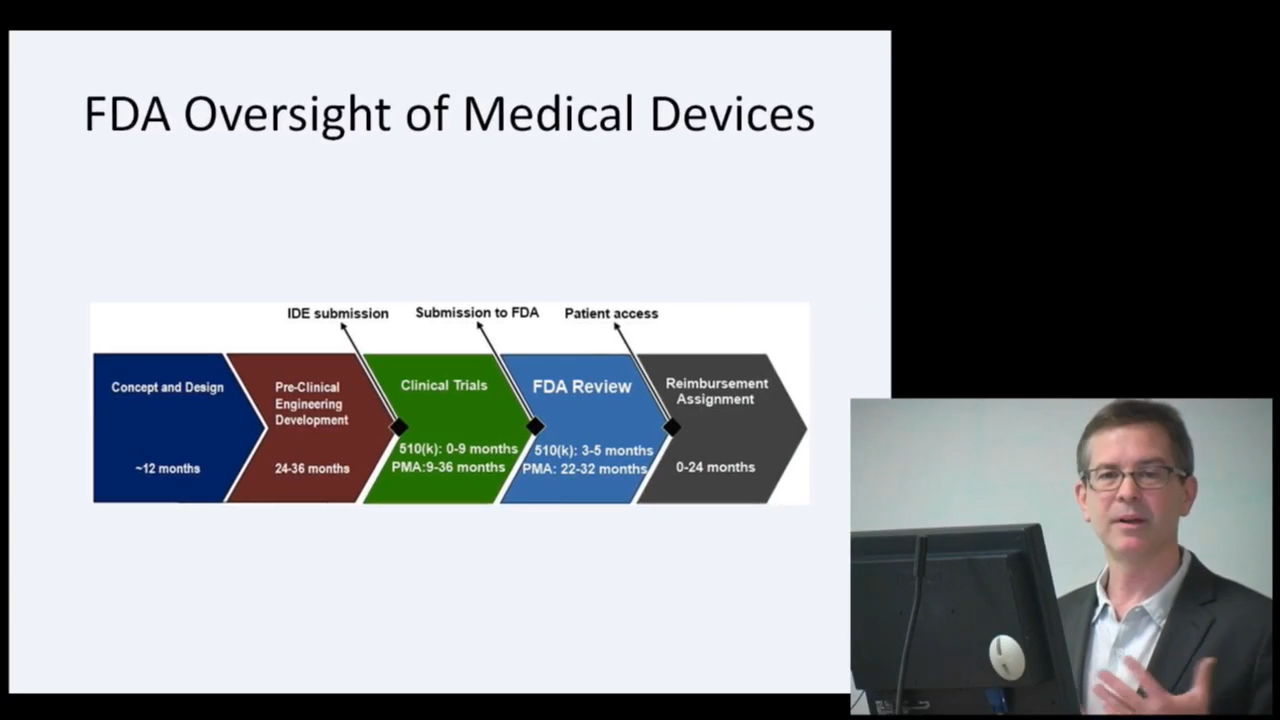 FDA Oversight of Medical Devices
IDE submission
Submission to FDA
Patient access
Concept and Design
~12 months
Pre-Clinical
Engineering
Development
24-36 months
Clinical Trials
510(k): 0-9 months
PMA:9-36 months
FDA Review
510(k): 3-5 months
PMA: 22-32 months
Reimbursement
Assignment
0-24 months